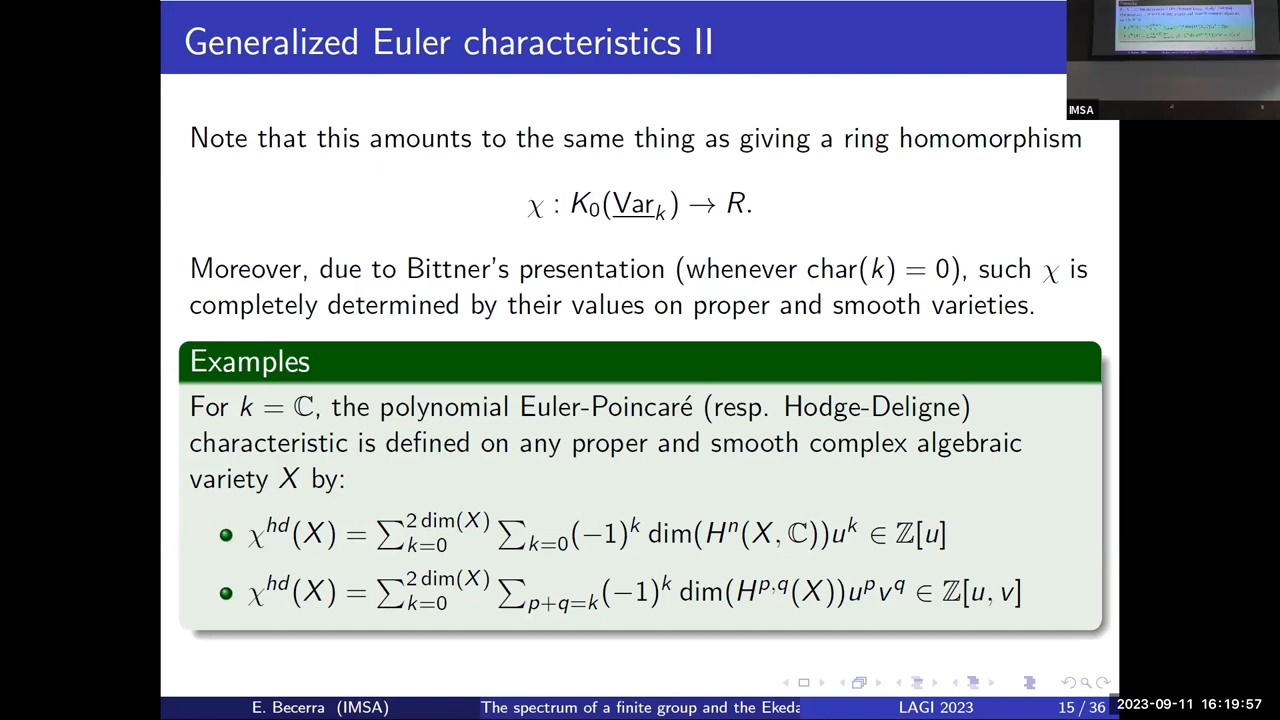 Generalized Euler characteristics II
IMSA
Note that this amounts to the same thing as giving a ring homomorphism
χ : K₀(Var_k) → R.
Moreover, due to Bittner's presentation (whenever char(k) = 0), such χ is
completely determined by their values on proper and smooth varieties.
Examples
For k = ℂ, the polynomial Euler-Poincaré (resp. Hodge-Deligne)
characteristic is defined on any proper and smooth complex algebraic
variety X by:
χ^{hd}(X) = ∑_{k=0}^{2 dim(X)} ∑_{k=0} (−1)^k dim(H^n(X, ℂ))u^k ∈ ℤ[u]
χ^{hd}(X) = ∑_{k=0}^{2 dim(X)} ∑_{p+q=k} (−1)^k dim(H^{p,q}(X))u^p v^q ∈ ℤ[u, v]
E. Becerra (IMSA) The spectrum of a finite group and the Ekeda LAGI 2023 15 / 36
2023-09-11 16:19:57